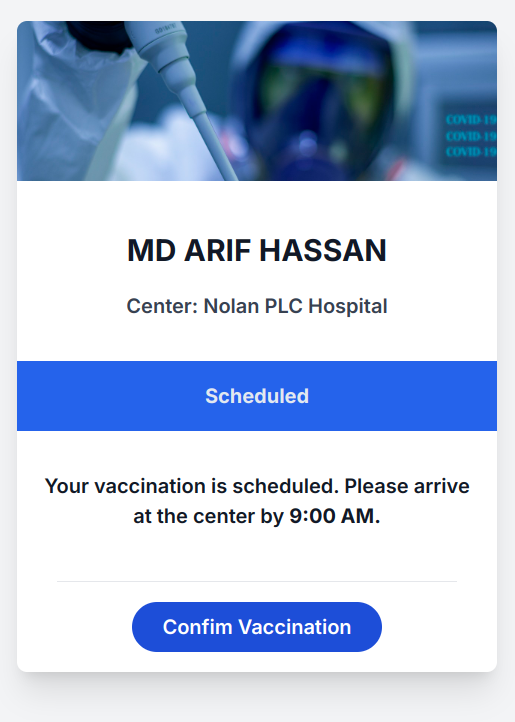 COVID-19
COVID-19
COVID-19
MD ARIF HASSAN
Center: Nolan PLC Hospital
Scheduled
Your vaccination is scheduled. Please arrive
at the center by 9:00 AM.
Confim Vaccination